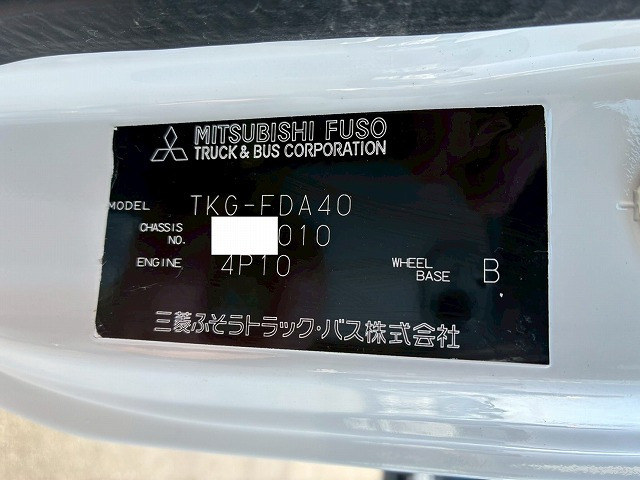 MITSUBISHI FUSO
TRUCK & BUS CORPORATION
MODEL TKG-FDA40
CHASSIS NO. 010
ENGINE 4P10 WHEEL BASE B
三菱ふそうトラック・バス株式会社